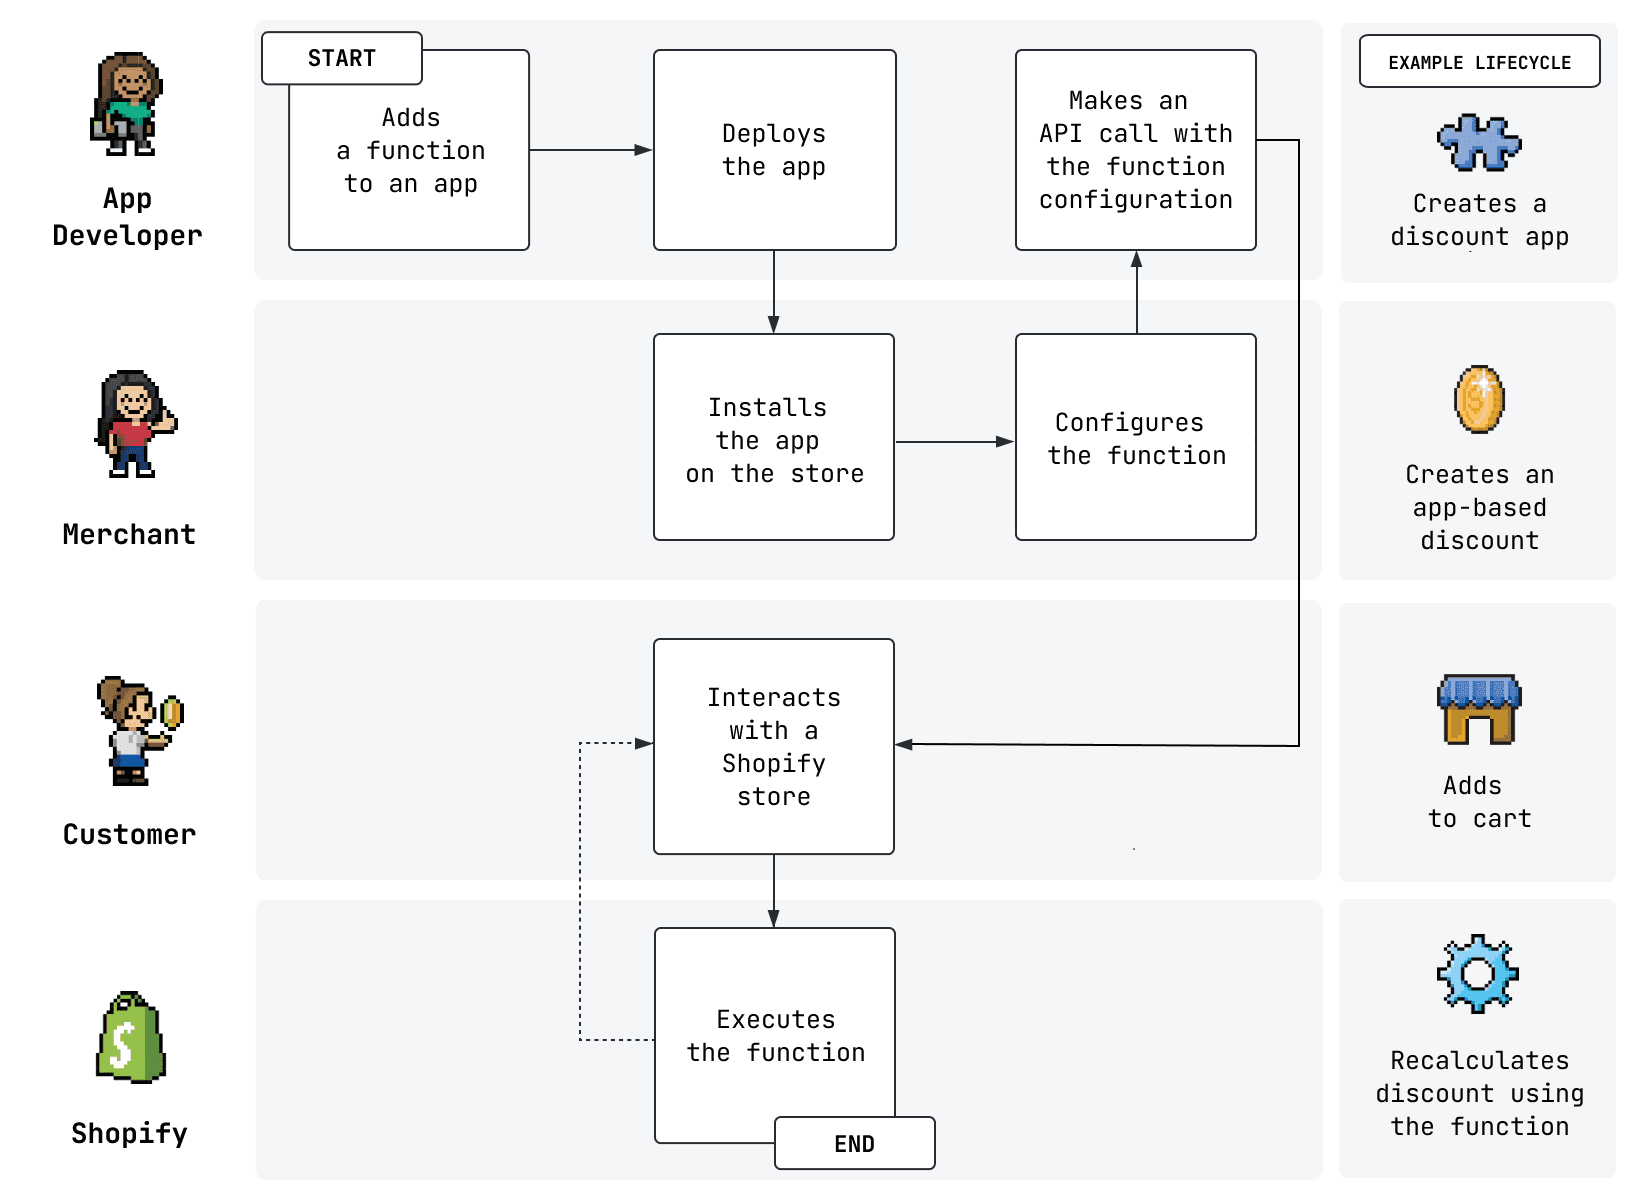 START
Adds
a function
to an app
Deploys
the app
Makes an
API call with
the function
configuration
EXAMPLE LIFECYCLE
Creates a
discount app
App
Developer
Installs
the app
on the store
Configures
the function
Creates an
app-based
discount
Merchant
Interacts
with a
Shopify
store
Adds
to cart
Customer
Executes
the function
END
Recalculates
discount using
the function
Shopify